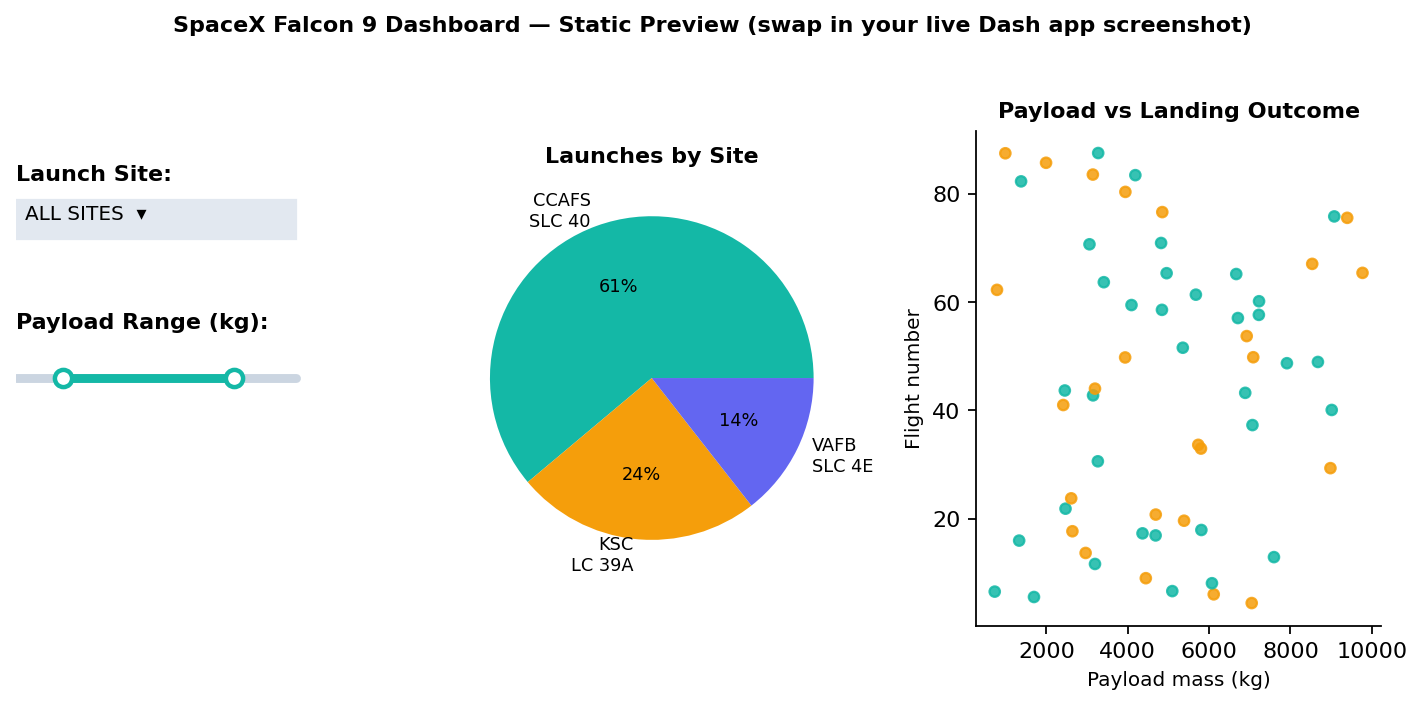 SpaceX Falcon 9 Dashboard — Static Preview (swap in your live Dash app screenshot)
Launch Site:
ALL SITES ▼
Payload Range (kg):
Launches by Site
CCAFS
SLC 40
61%
24%
14%
VAFB
SLC 4E
KSC
LC 39A
Payload vs Landing Outcome
Flight number
80
60
40
20
2000 4000 6000 8000 10000
Payload mass (kg)